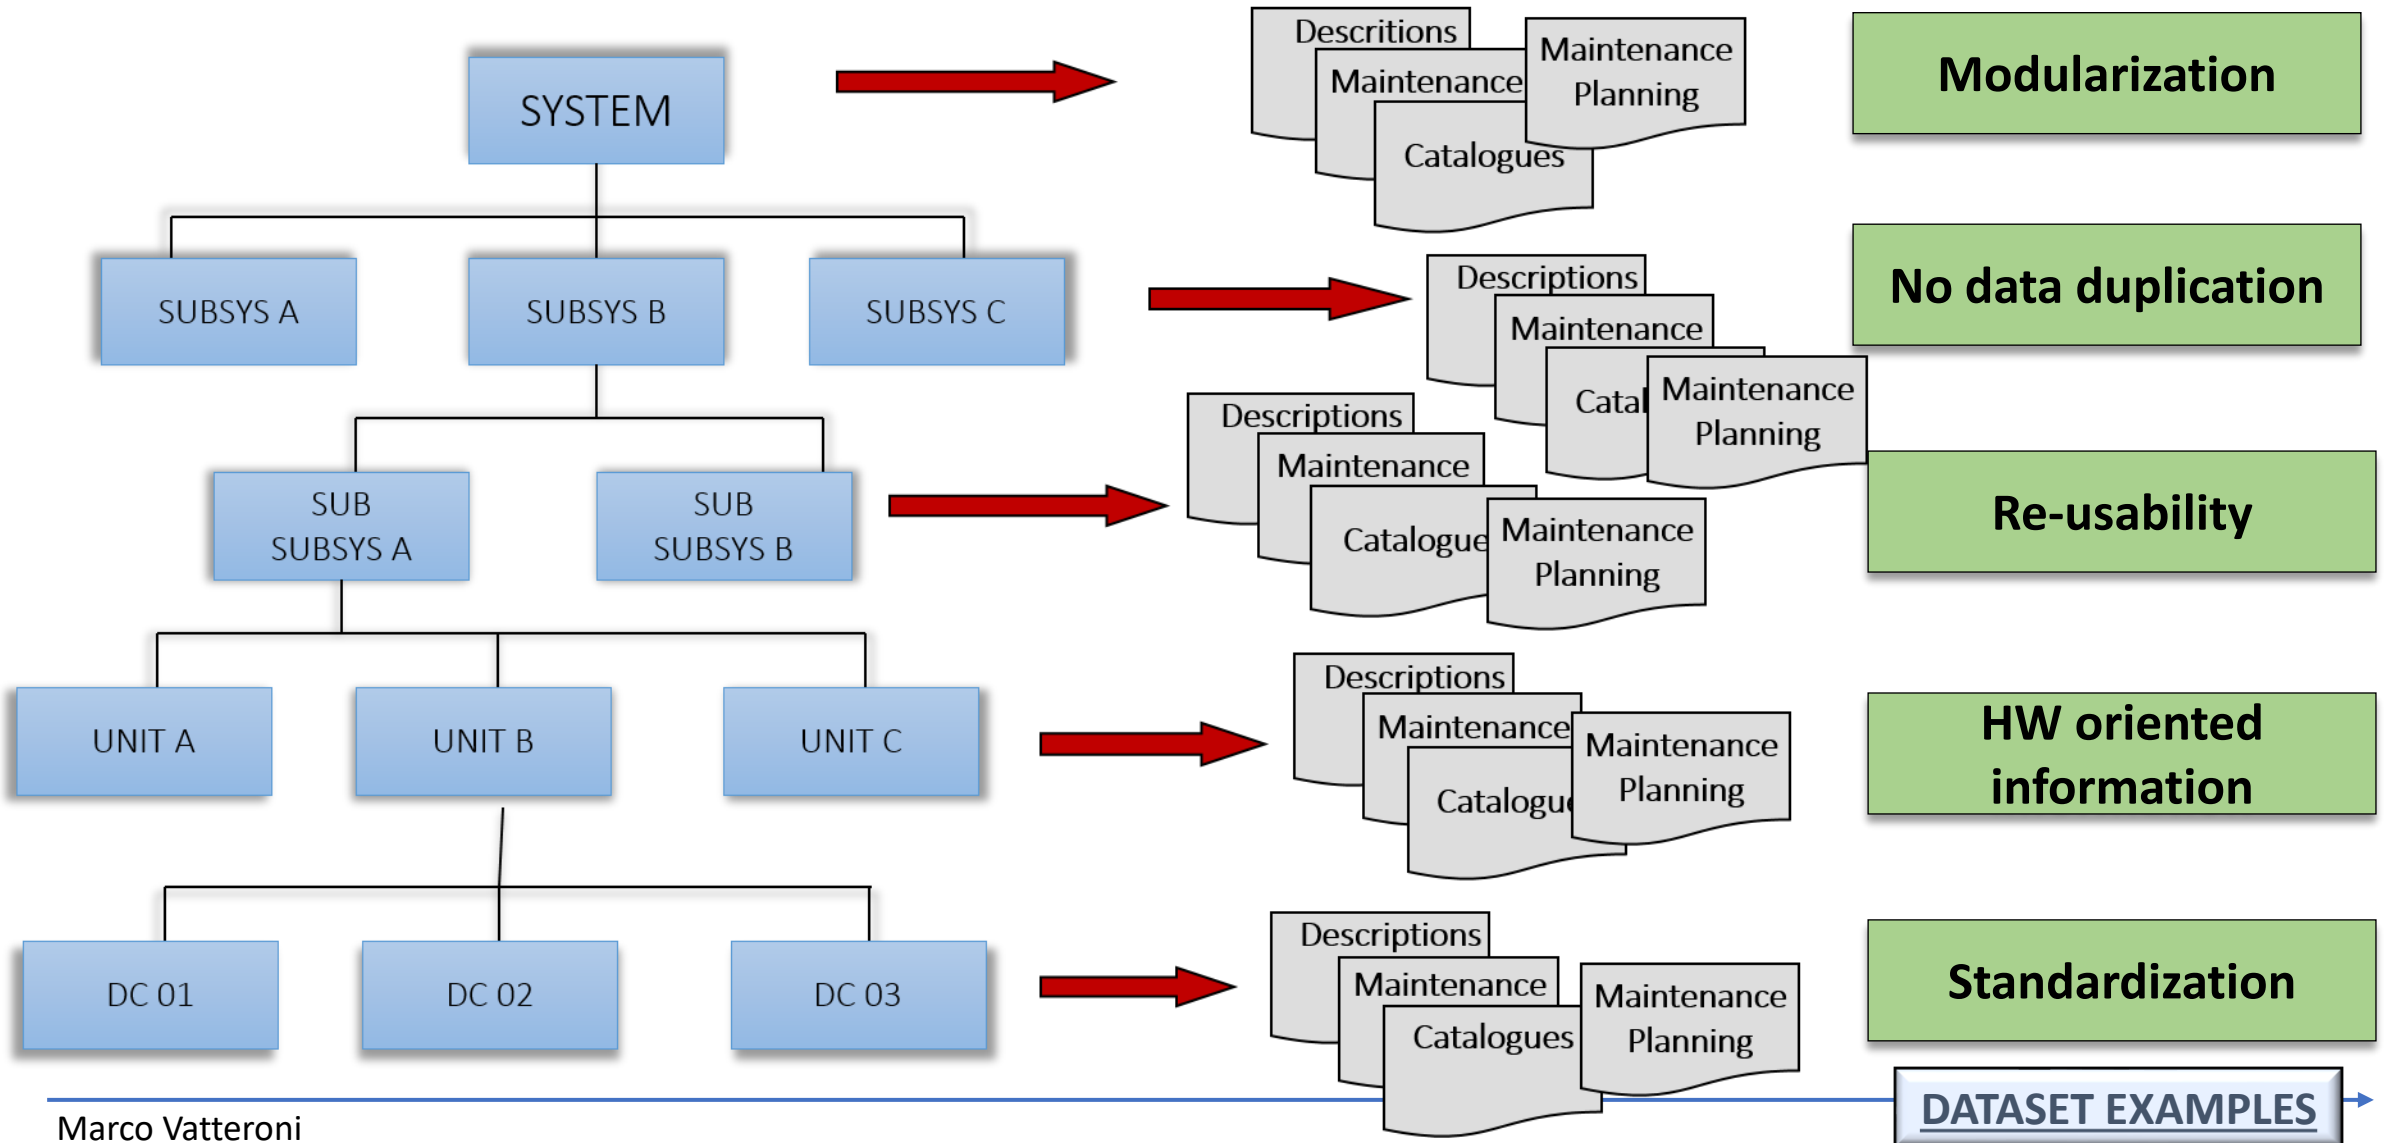 SYSTEM
Descritions
Maintenance
Catalogues
Maintenance
Planning
Modularization
SUBSYS A
SUBSYS B
SUBSYS C
Descriptions
Maintenance
Catal
Maintenance
Planning
No data duplication
SUB
SUBSYS A
SUB
SUBSYS B
Descriptions
Maintenance
Catalogue
Maintenance
Planning
Re-usability
UNIT A
UNIT B
UNIT C
Descriptions
Maintenance
Catalogu
Maintenance
Planning
HW oriented
information
DC 01
DC 02
DC 03
Descriptions
Maintenance
Catalogues
Maintenance
Planning
Standardization
Marco Vatteroni
DATASET EXAMPLES